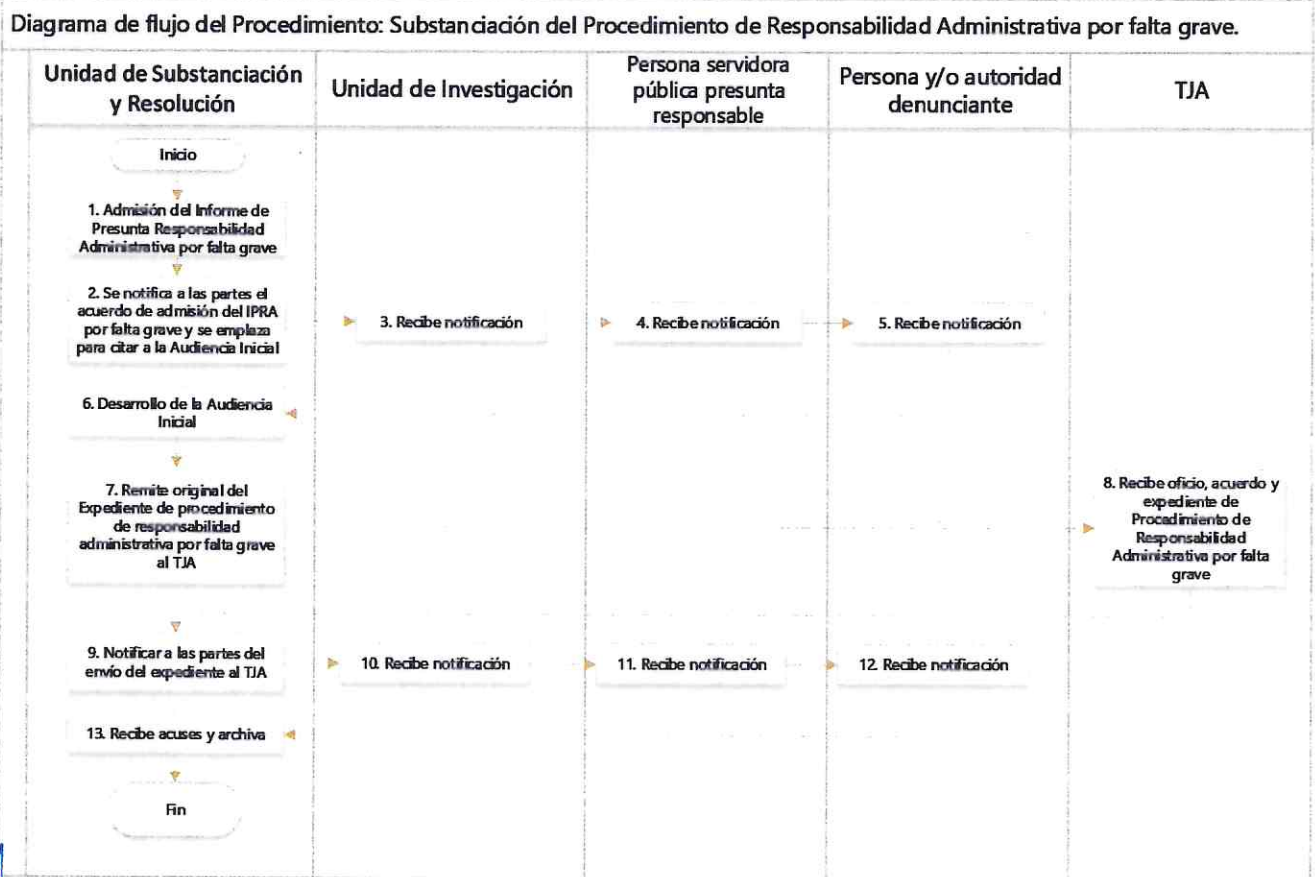 Diagrama de flujo del Procedimiento: Substanciación del Procedimiento de Responsabilidad Administrativa por falta grave.
Unidad de Substanciación
y Resolución
Unidad de Investigación
Persona servidora
pública presunta
responsable
Persona y/o autoridad
denunciante
TJA
Inicio
1. Admisión del Informe de
Presunta Responsabilidad
Administrativa por falta grave
2. Se notifica a las partes el
acuerdo de admisión del IPRA
por falta grave y se emplaza
para citar a la Audiencia Inicial
3. Recibe notificación
4. Recibe notificación
5. Recibe notificación
6. Desarrollo de la Audiencia
Inicial
7. Remite original del
Expediente de procedimiento
de responsabilidad
administrativa por falta grave
al TJA
8. Recibe oficio, acuerdo y
expediente de
Procedimiento de
Responsabilidad
Administrativa por falta
grave
9. Notificar a las partes del
envío del expediente al TJA
10. Recibe notificación
11. Recibe notificación
12. Recibe notificación
13. Recibe acuses y archiva
Fin